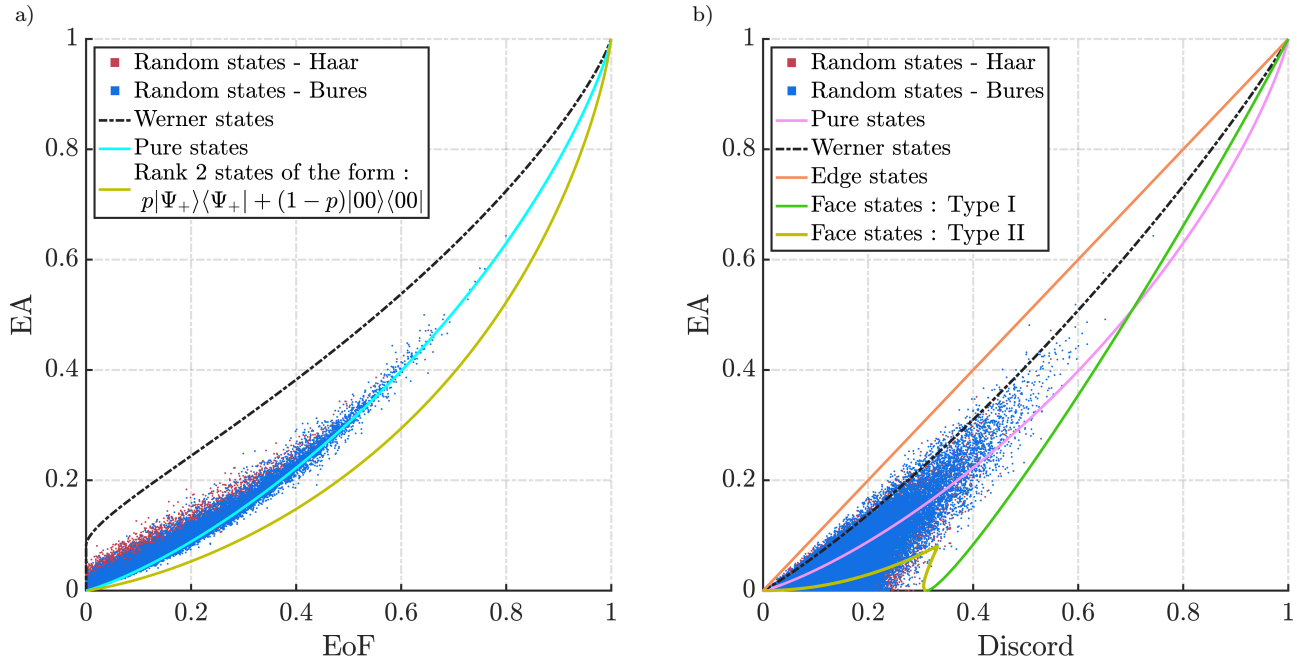 a)
1
0.8
0.6
0.4
0.2
0
EA
0
0.2
0.4
0.6
0.8
1
EoF
Random states - Haar
Random states - Bures
Werner states
Pure states
Rank 2 states of the form :
p|Ψ₊⟩⟨Ψ₊| + (1 − p)|00⟩⟨00|
b)
1
0.8
0.6
0.4
0.2
0
EA
0
0.2
0.4
0.6
0.8
1
Discord
Random states - Haar
Random states - Bures
Pure states
Werner states
Edge states
Face states : Type I
Face states : Type II